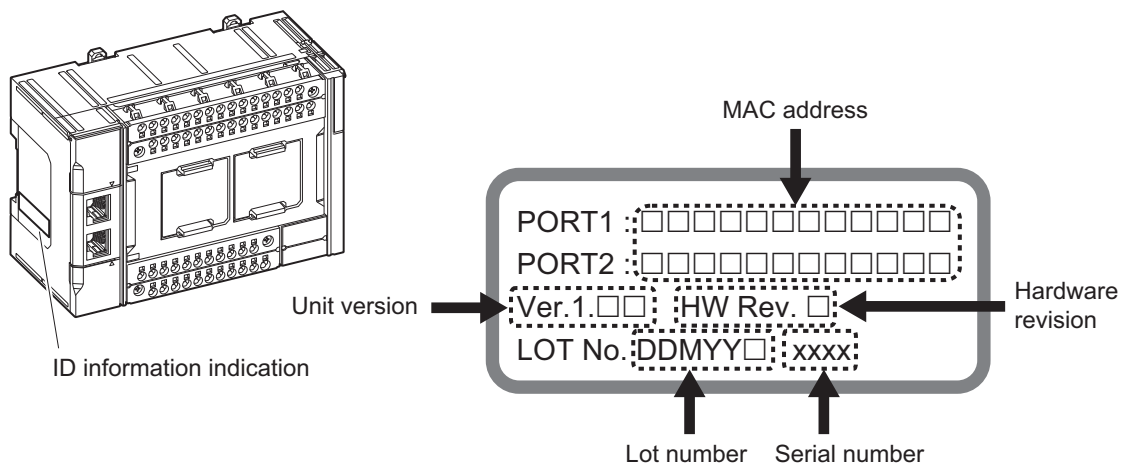 MAC address
PORT1 :□□□□□□□□□□□□
PORT2 :□□□□□□□□□□□□
Unit version
Ver.1.□□ HW Rev. □
Hardware
revision
LOT No. DDMYY□ xxxx
ID information indication
Lot number Serial number